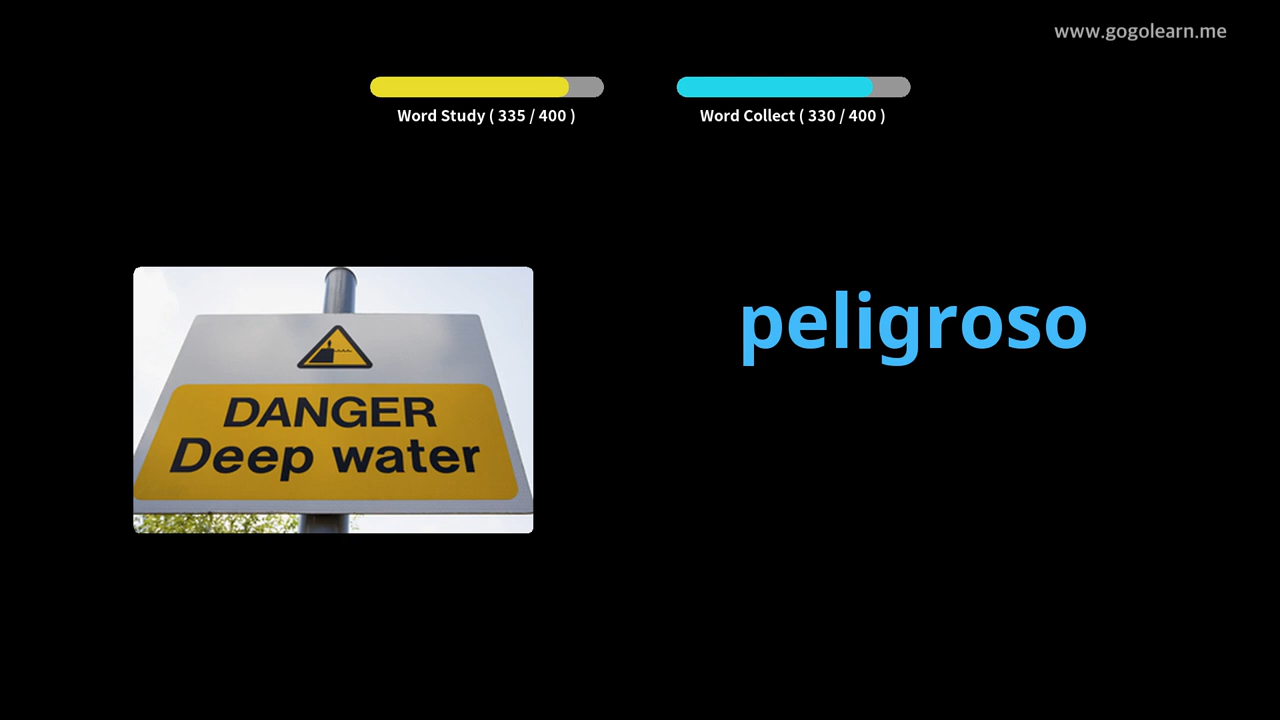 www.gogolearn.me
Word Study ( 335 / 400 )
Word Collect ( 330 / 400 )
DANGER
Deep water
peligroso